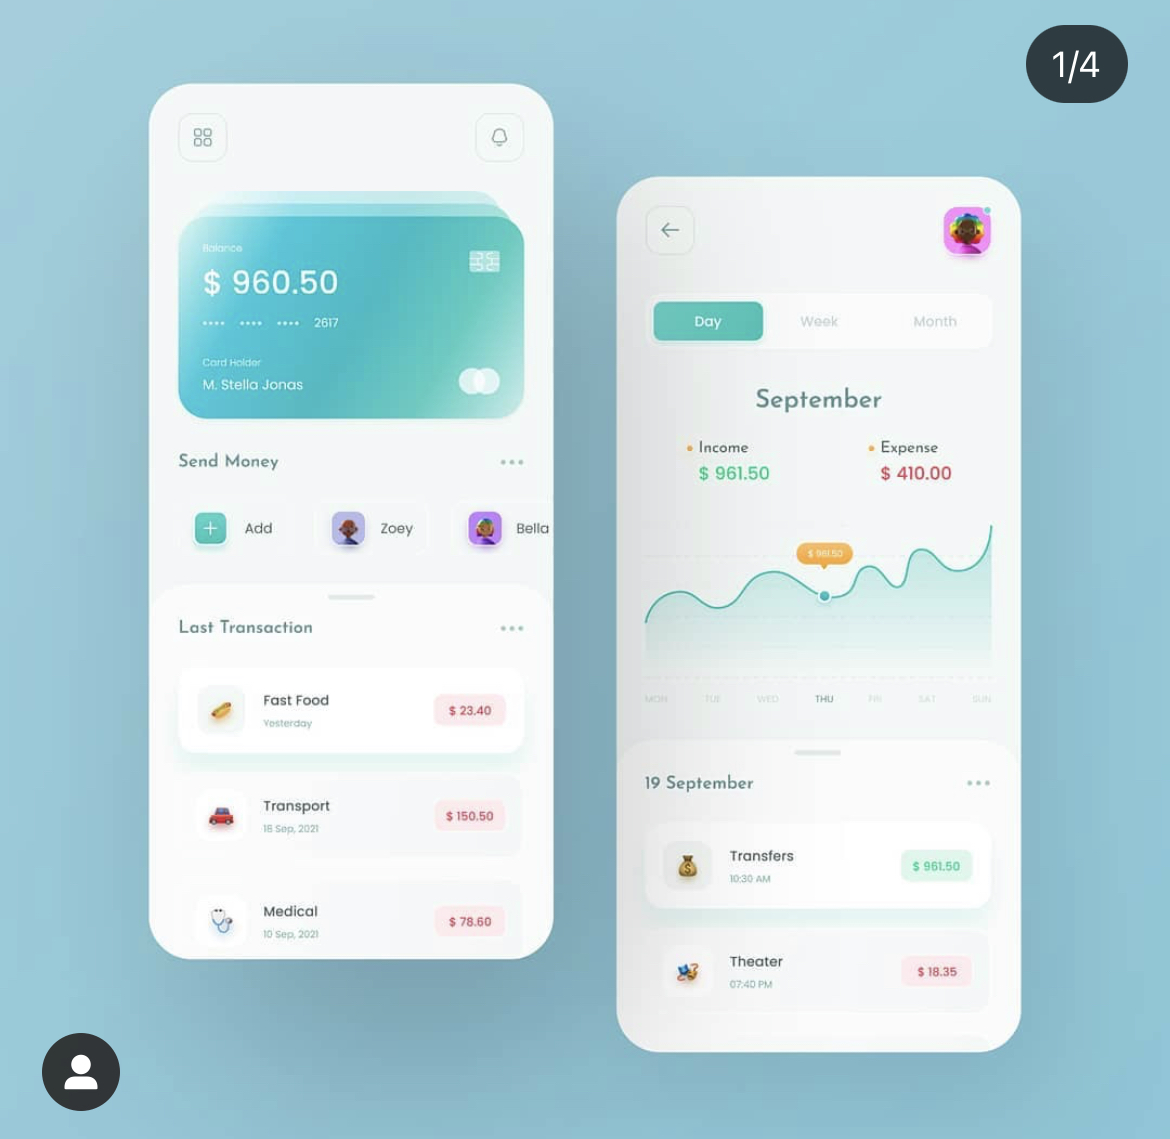 1/4
Balance
$ 960.50
•••• •••• •••• 2617
Card Holder
M. Stella Jonas
Send Money
Add
Zoey
Bella
Last Transaction
Fast Food
Yesterday
$ 23.40
Transport
18 Sep, 2021
$ 150.50
Medical
10 Sep, 2021
$ 78.60
Day
Week
Month
September
Income
$ 961.50
Expense
$ 410.00
$ 961.50
MON TUE WED THU FRI SAT SUN
19 September
Transfers
10:30 AM
$ 961.50
Theater
07:40 PM
$ 18.35